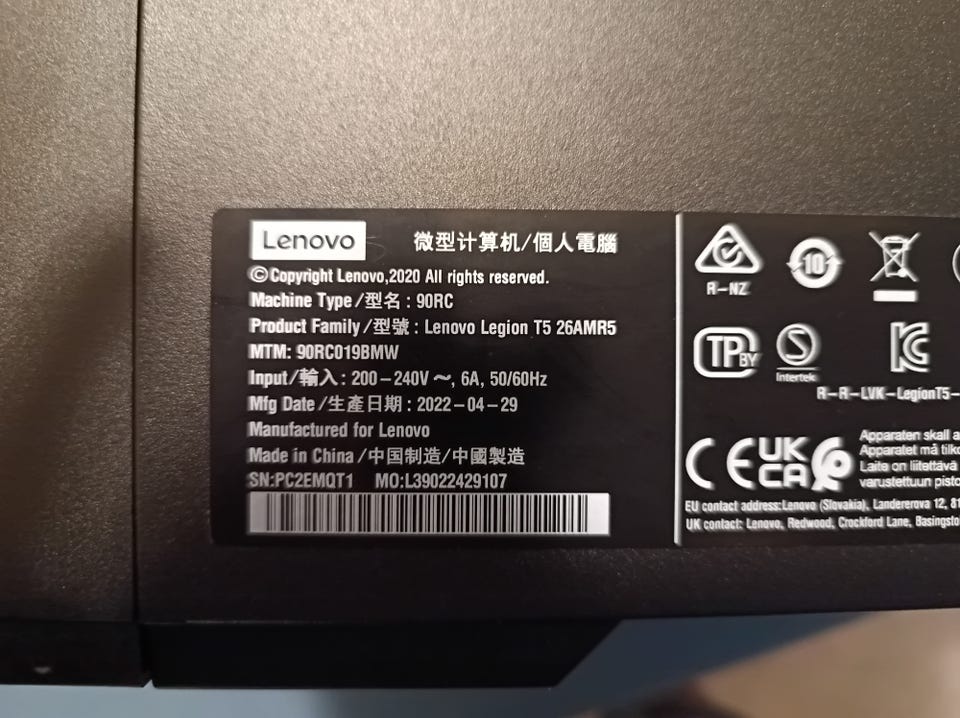 Lenovo 微型计算机/個人電腦
©Copyright Lenovo,2020 All rights reserved.
Machine Type/型名: 90RC
Product Family/型號: Lenovo Legion T5 26AMR5
MTM: 90RC019BMW
Input/輸入: 200-240V ～, 6A, 50/60Hz
Mfg Date/生產日期: 2022-04-29
Manufactured for Lenovo
Made in China/中国制造/中國製造
SN:PC2EMQT1 MO:L39022429107
R-NZ
10
TPBY
S
Intertek
R-R-LVK-LegionT5-
CE UKCA
Apparaten skall a
Apparatet må tilko
Laite on liitettävä
varustettuun pisto
EU contact address:Lenovo (Slovakia), Landererova 12, 81
UK contact: Lenovo, Redwood, Crockford Lane, Basingsto